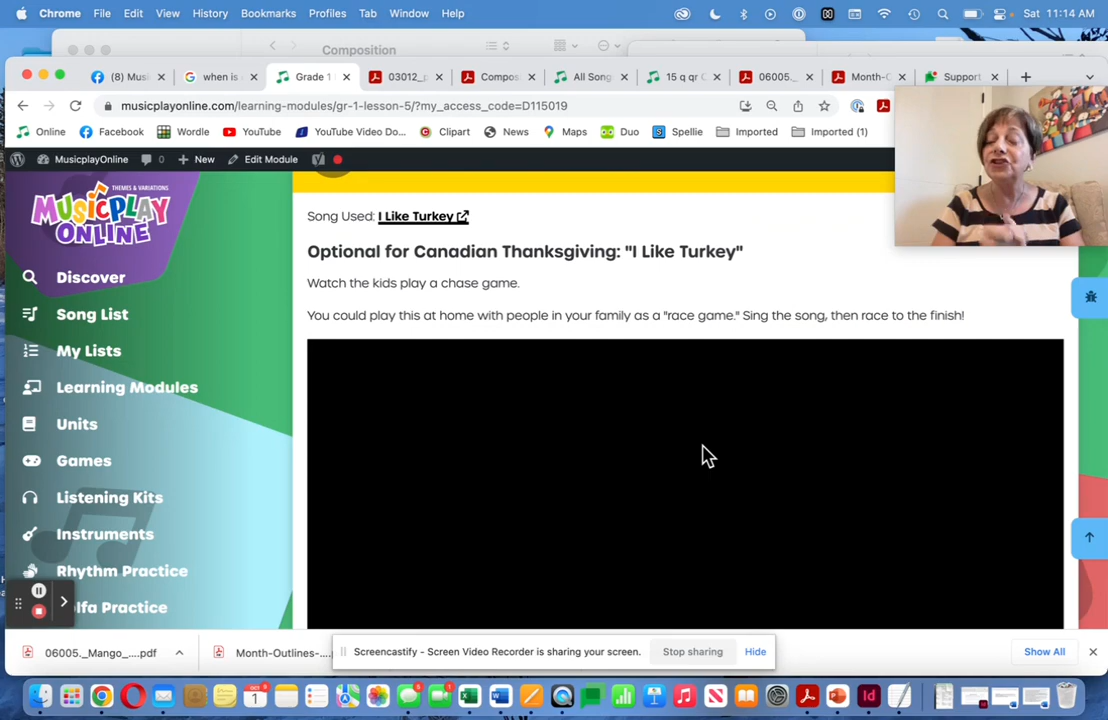 Chrome File Edit View History Bookmarks Profiles Tab Window Help Sat 11:14 AM
Composition
(8) Mus
when is
Grade 1
03012_
Compos
All Song
15 q qr
06005.
Month-C
Support
musicplayonline.com/learning-modules/gr-1-lesson-5/?my_access_code=D115019
Online Facebook Wordle YouTube YouTube Video Do... Clipart News Maps Duo Spellie Imported Imported (1)
MusicplayOnline 0 New Edit Module
THEMES & VARIATIONS
MUSICPLAY
ONLINE
Discover
Song List
My Lists
Learning Modules
Units
Games
Listening Kits
Instruments
Rhythm Practice
olfa Practice
Song Used: I Like Turkey
Optional for Canadian Thanksgiving: "I Like Turkey"
Watch the kids play a chase game.
You could play this at home with people in your family as a "race game." Sing the song, then race to the finish!
06005._Mango_....pdf
Month-Outlines-....
Screencastify - Screen Video Recorder is sharing your screen. Stop sharing Hide
Show All